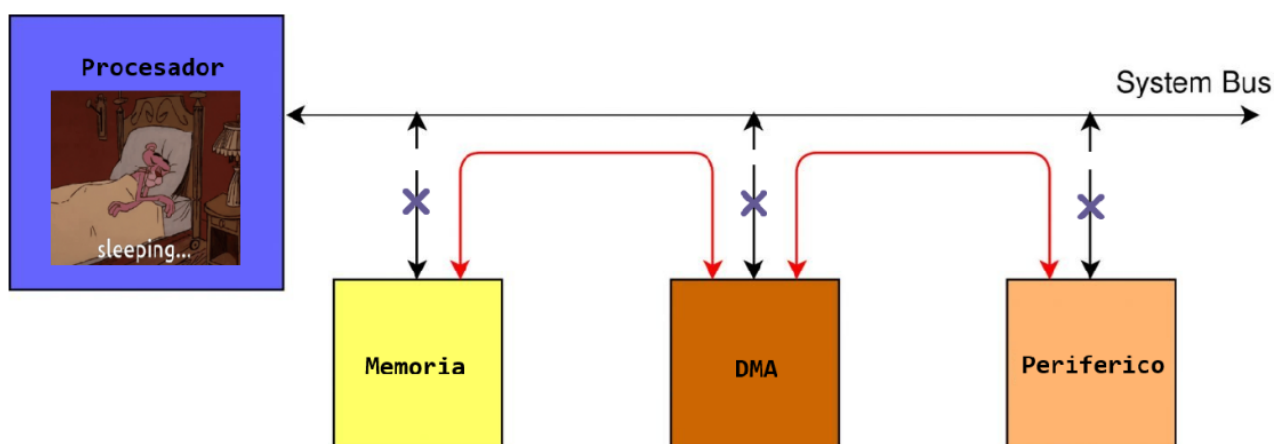 Procesador
sleeping...
System Bus
Memoria
DMA
Periferico